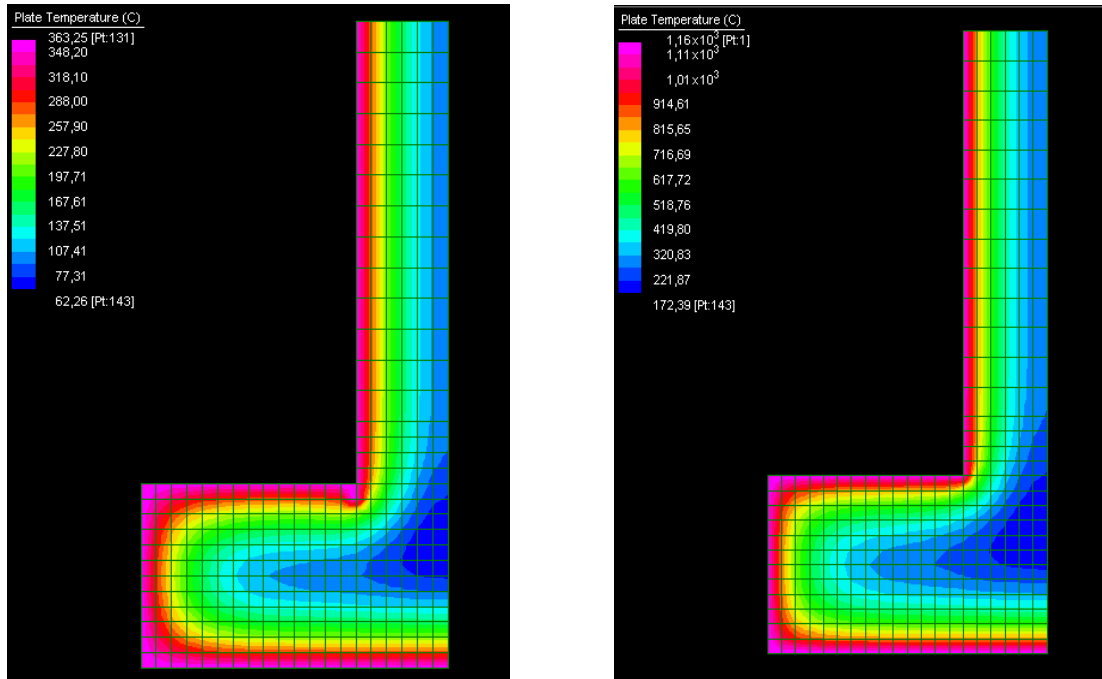 Plate Temperature (C)
363,25 [Pt:131]
348,20
318,10
288,00
257,90
227,80
197,71
167,61
137,51
107,41
77,31
62,26 [Pt:143]
Plate Temperature (C)
1,16x10³ [Pt:1]
1,11x10³
1,01x10³
914,61
815,65
716,69
617,72
518,76
419,80
320,83
221,87
172,39 [Pt:143]